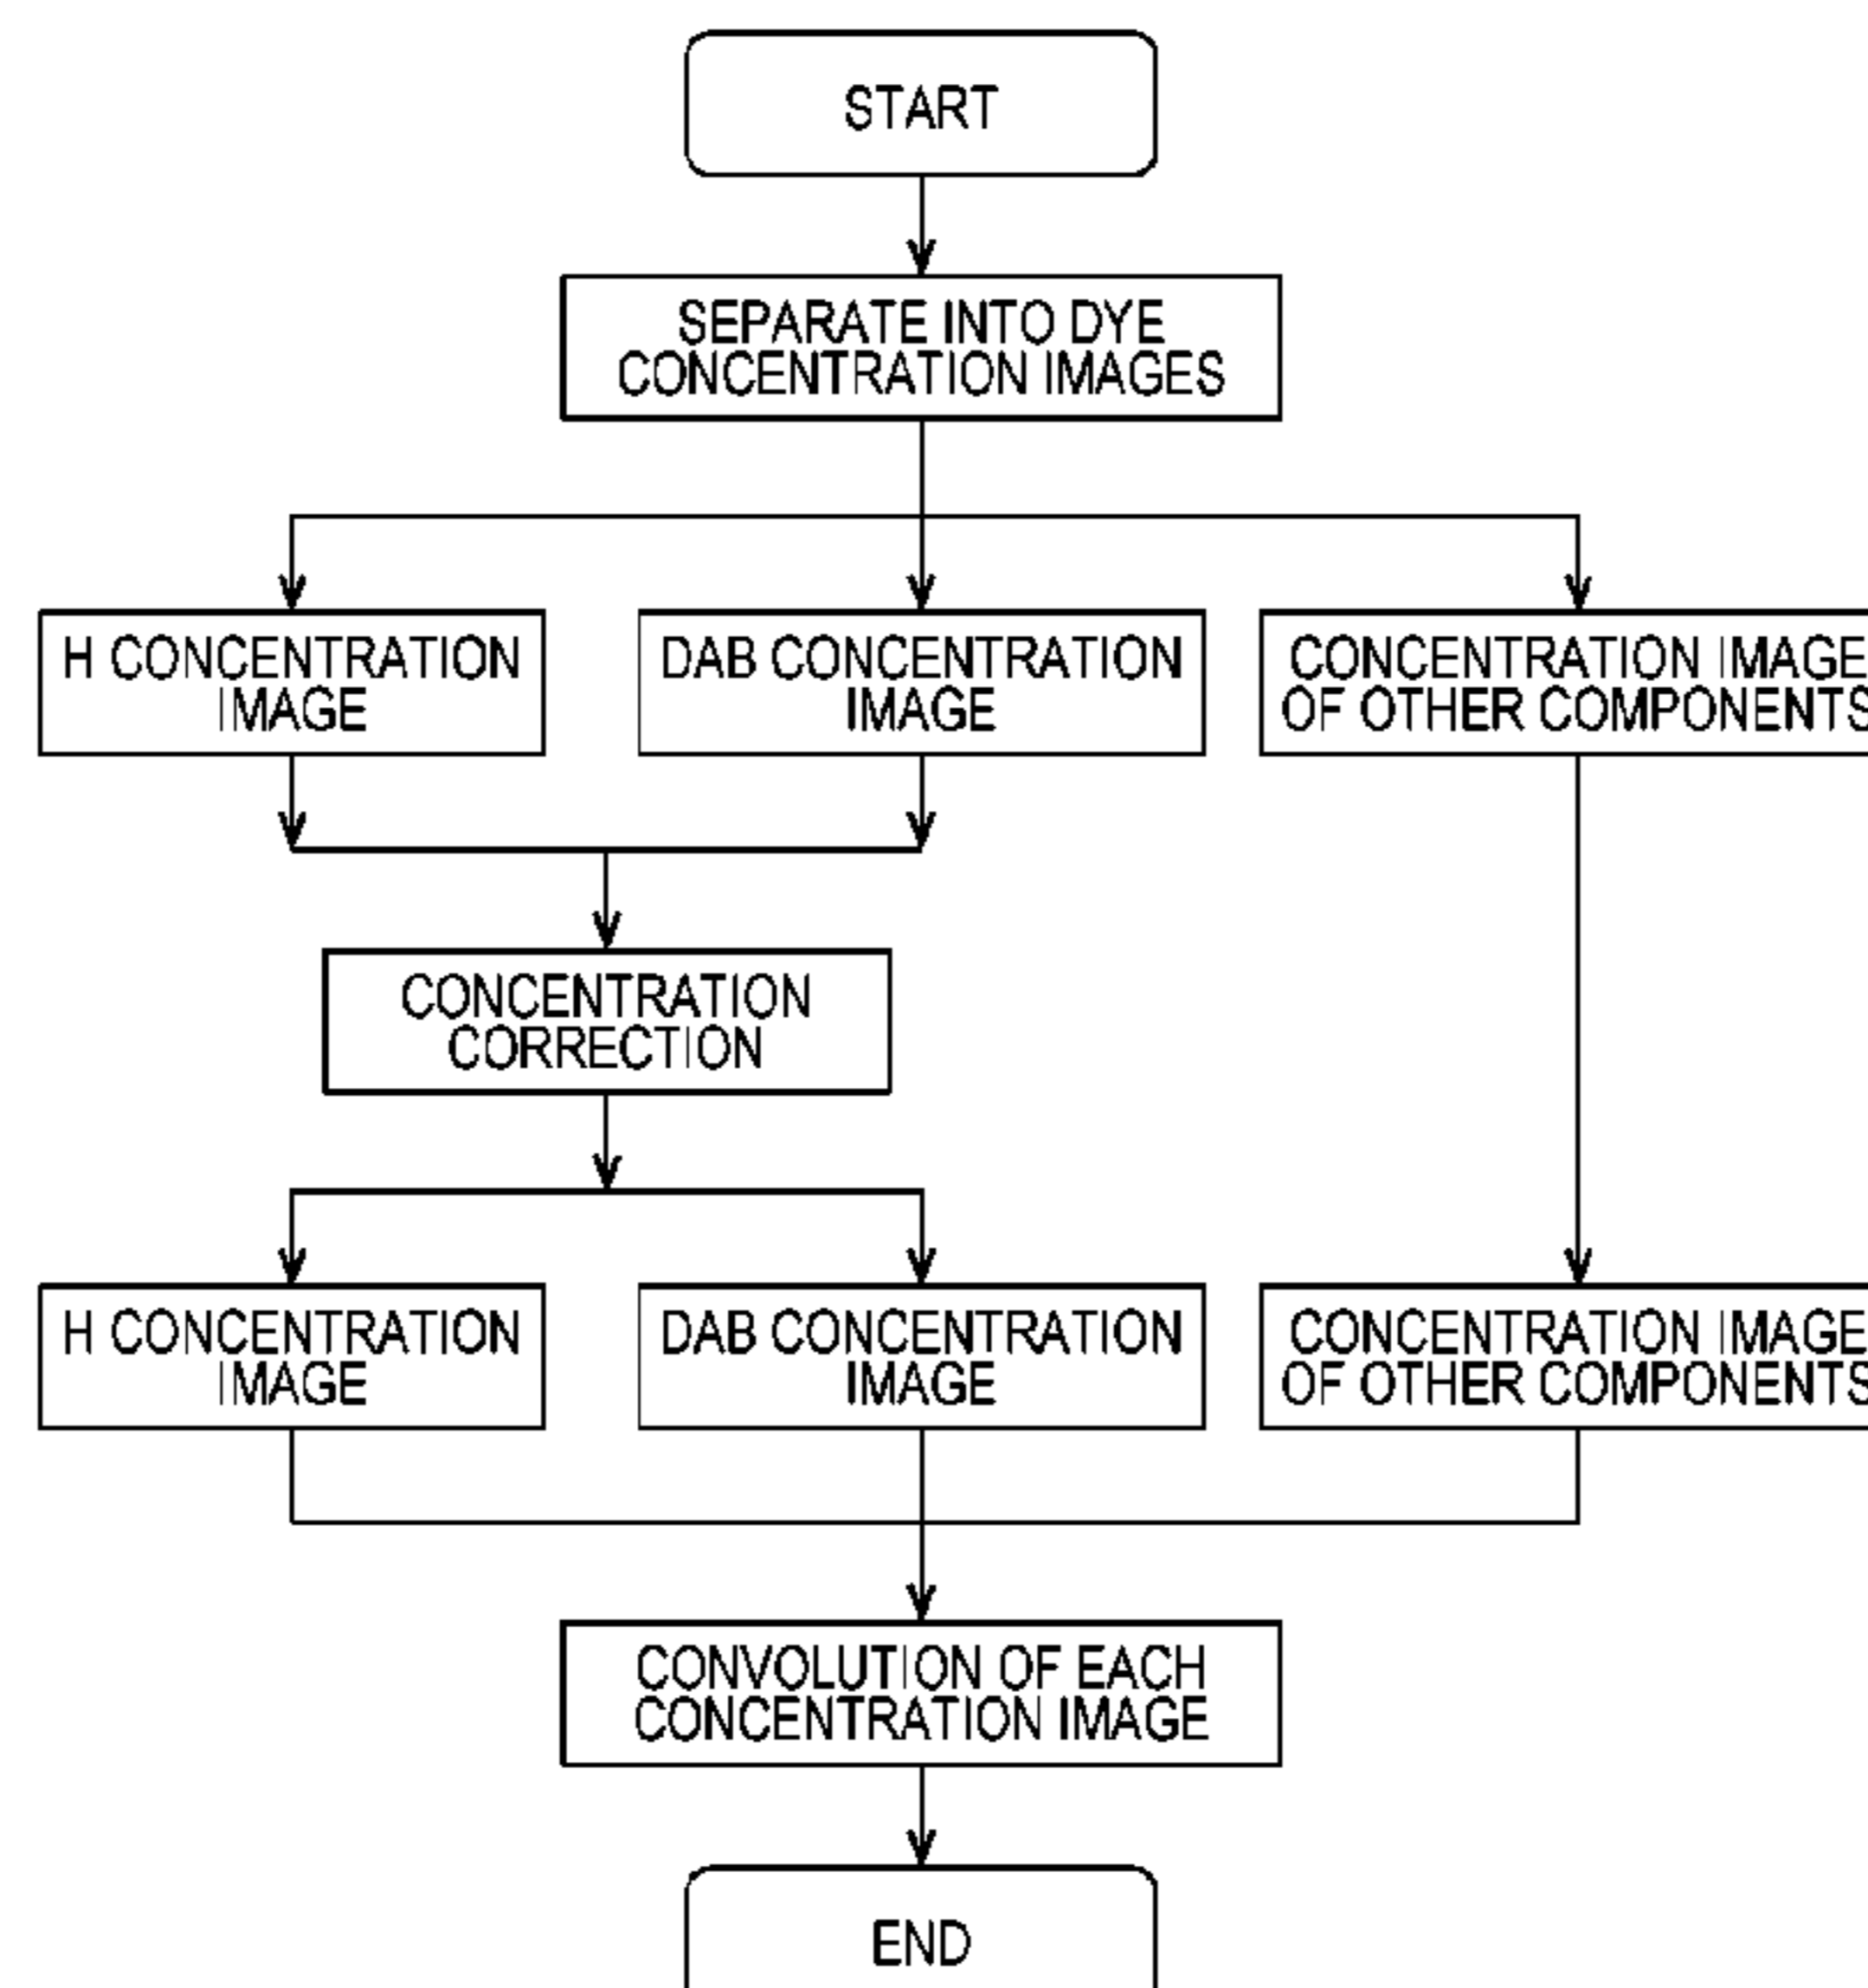 START
SEPARATE INTO DYE
CONCENTRATION IMAGES
H CONCENTRATION
IMAGE
DAB CONCENTRATION
IMAGE
CONCENTRATION IMAGE
OF OTHER COMPONENTS
CONCENTRATION
CORRECTION
H CONCENTRATION
IMAGE
DAB CONCENTRATION
IMAGE
CONCENTRATION IMAGE
OF OTHER COMPONENTS
CONVOLUTION OF EACH
CONCENTRATION IMAGE
END